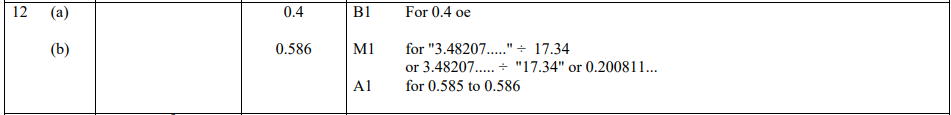 12 (a) 0.4 B1 For 0.4 oe
(b) 0.586 M1 for "3.48207....." ÷ 17.34
or 3.48207..... ÷ "17.34" or 0.200811...
A1 for 0.585 to 0.586